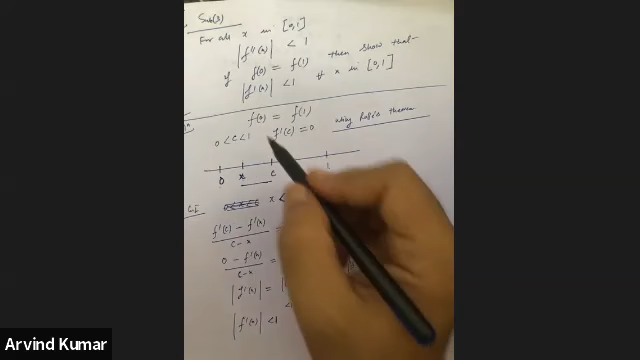 Sub(3)
For all x in [0,1]
|f''(x)| < 1
if f(0) = f(1) then show that
|f'(x)| < 1 ∀ x in [0,1]
f(0) = f(1)
0 < c < 1 f'(c) = 0 using Rolle's theorem
0 x c 1
C.I x <
f'(c) - f'(x) / c-x =
0 - f'(x) / c-x =
|f'(x)| = |
<
|f'(x)| < 1
Arvind Kumar